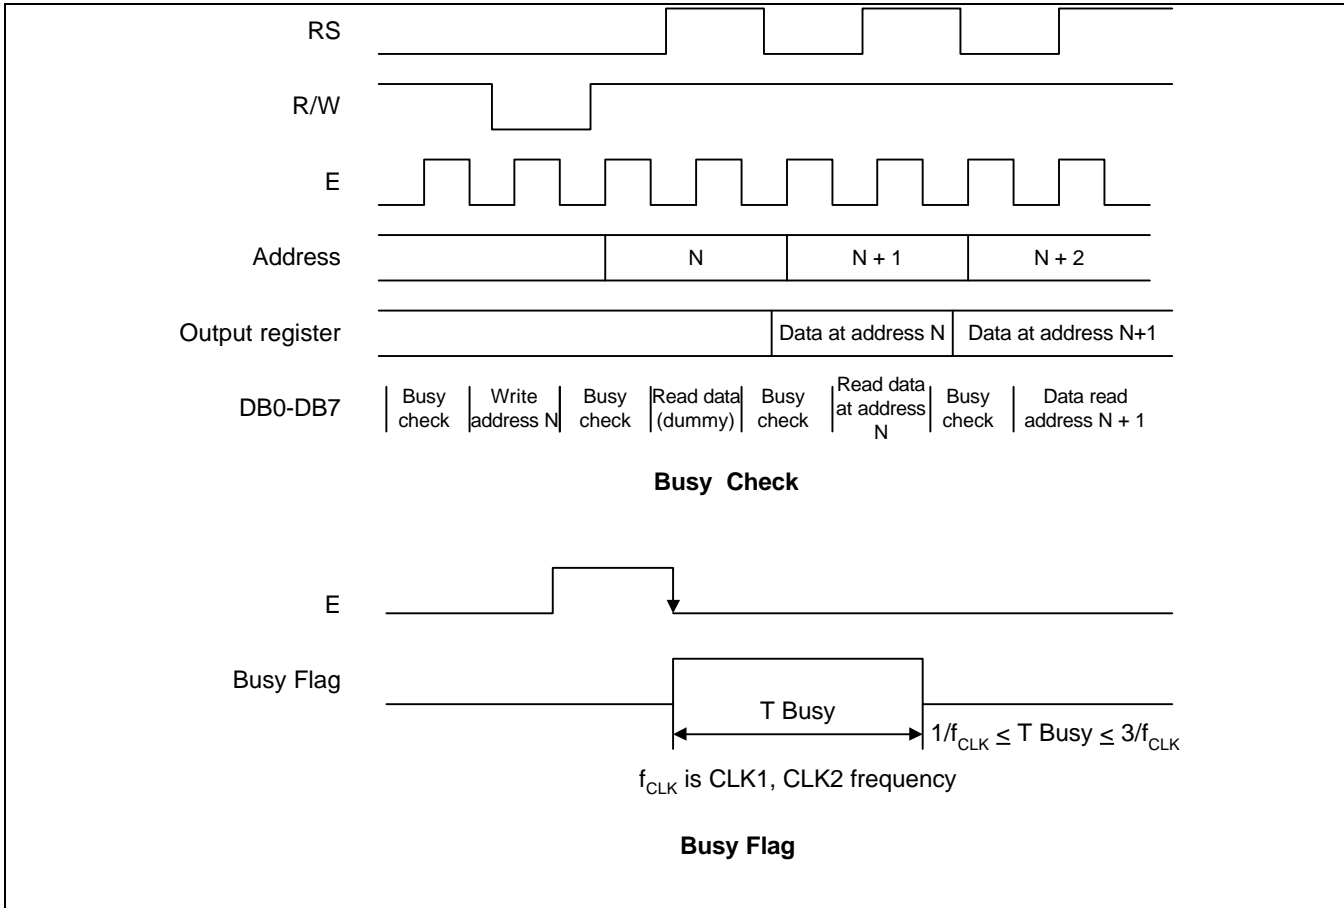 RS
R/W
E
Address
N
N + 1
N + 2
Output register
Data at address N
Data at address N+1
DB0-DB7
Busy
check
Write
address N
Busy
check
Read data
(dummy)
Busy
check
Read data
at address
N
Busy
check
Data read
address N + 1
Busy Check
E
Busy Flag
T Busy
1/fCLK ≤ T Busy ≤ 3/fCLK
fCLK is CLK1, CLK2 frequency
Busy Flag